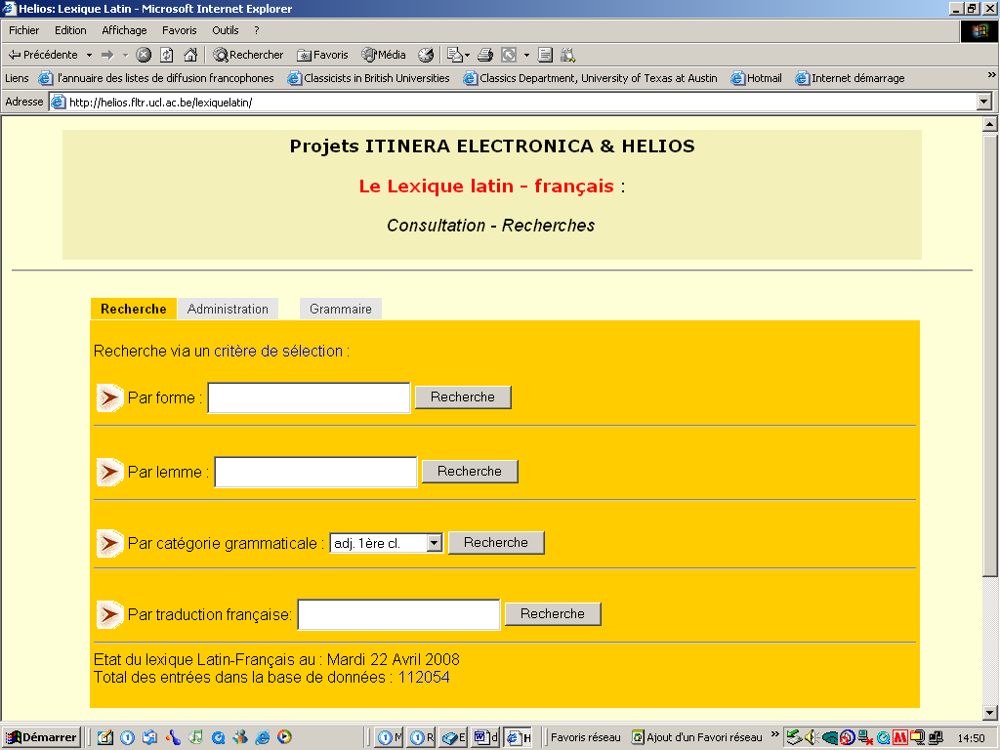 Helios: Lexique Latin - Microsoft Internet Explorer
Fichier Edition Affichage Favoris Outils ?
Précédente Rechercher Favoris Média
Liens l'annuaire des listes de diffusion francophones Classicists in British Universities Classics Department, University of Texas at Austin Hotmail Internet démarrage »
Adresse http://helios.fltr.ucl.ac.be/lexiquelatin/
Projets ITINERA ELECTRONICA & HELIOS
Le Lexique latin - français :
Consultation - Recherches
Recherche Administration Grammaire
Recherche via un critère de sélection :
Par forme : Recherche
Par lemme : Recherche
Par catégorie grammaticale : adj. 1ère cl. Recherche
Par traduction française: Recherche
Etat du lexique Latin-Français au : Mardi 22 Avril 2008
Total des entrées dans la base de données : 112054
Démarrer M R E d H Favoris réseau Ajout d'un Favori réseau » 14:50